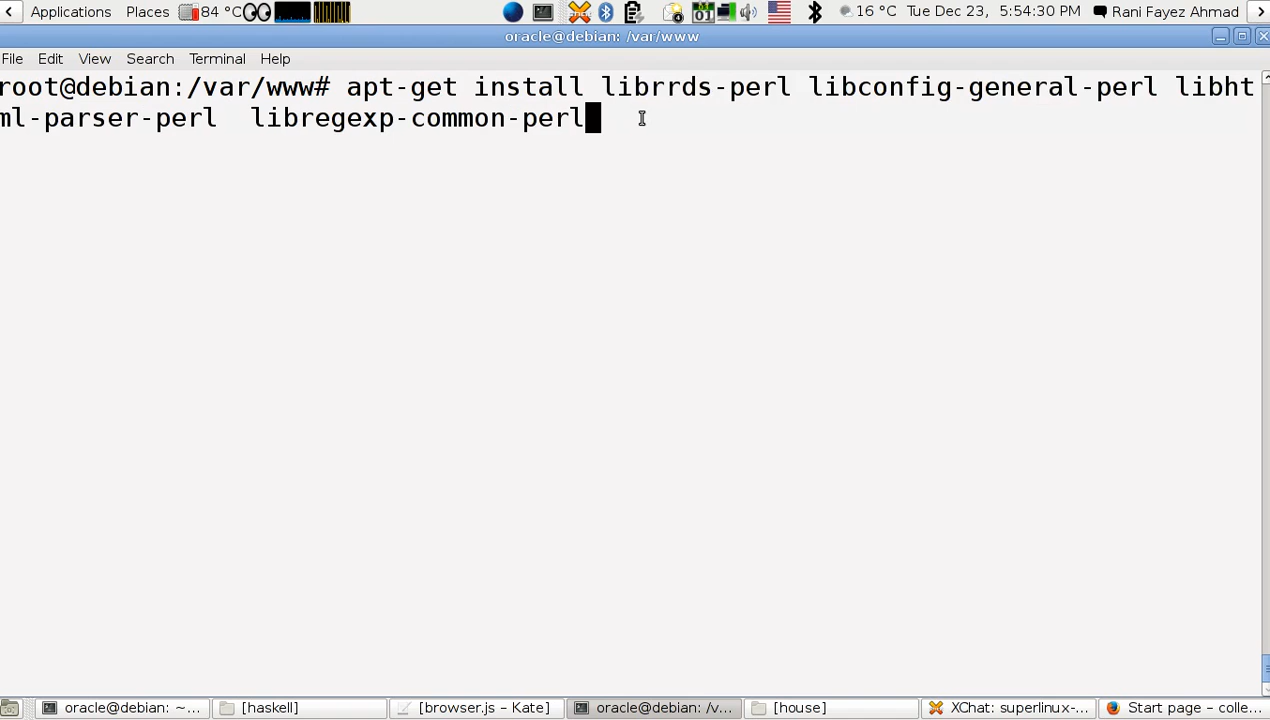 Applications Places 84 °C 01 16 °C Tue Dec 23, 5:54:30 PM Rani Fayez Ahmad
oracle@debian: /var/www
File Edit View Search Terminal Help
root@debian:/var/www# apt-get install librrds-perl libconfig-general-perl libht
ml-parser-perl  libregexp-common-perl
oracle@debian: ~... [haskell] [browser.js – Kate] oracle@debian: /v... [house] XChat: superlinux-... Start page – colle...